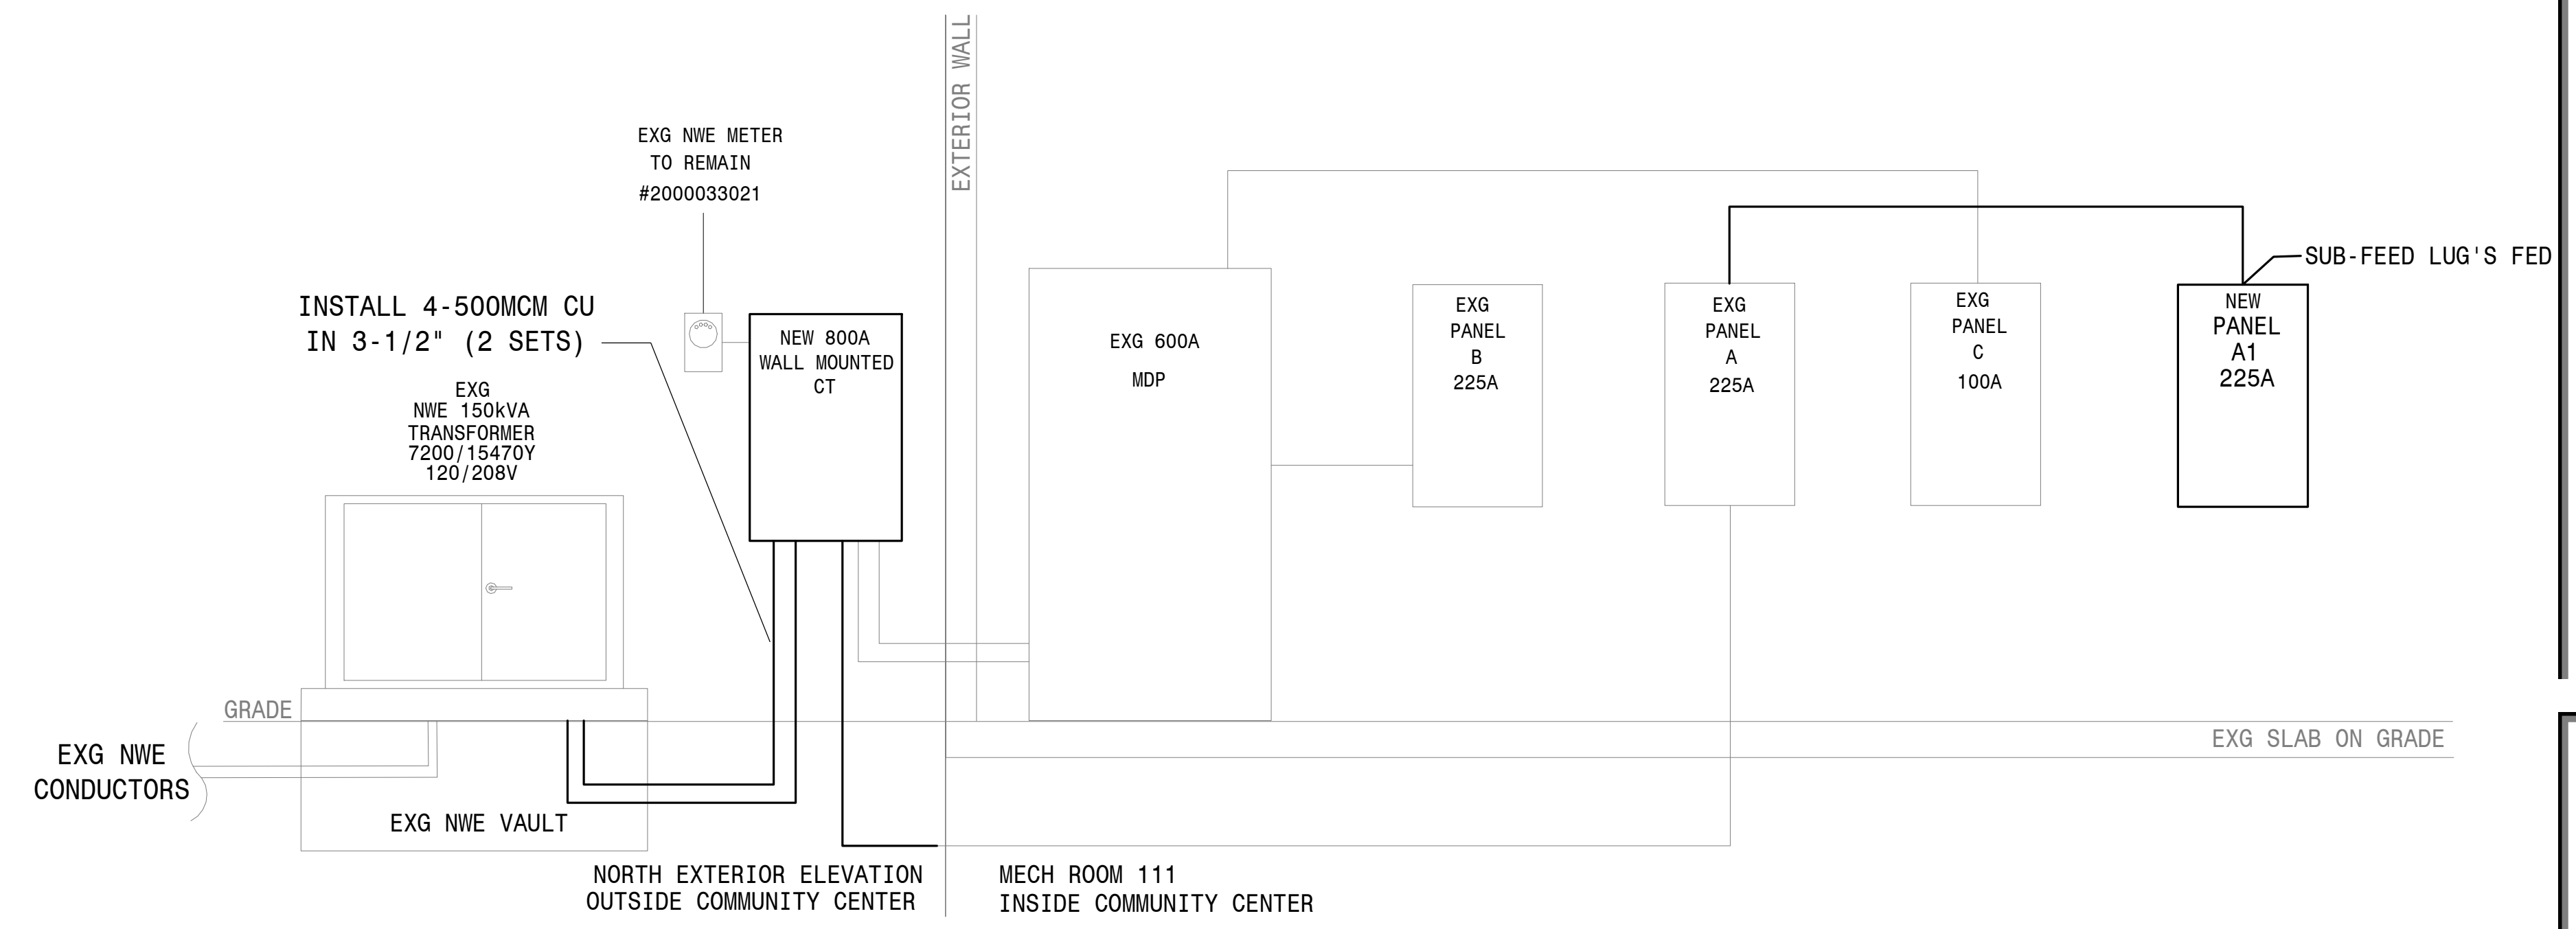 EXTERIOR WALL
EXG NWE METER
TO REMAIN
#2000033021
SUB-FEED LUG'S FED
INSTALL 4-500MCM CU
IN 3-1/2" (2 SETS)
NEW 800A
WALL MOUNTED
CT
EXG 600A
MDP
EXG
PANEL
B
225A
EXG
PANEL
A
225A
EXG
PANEL
C
100A
NEW
PANEL
A1
225A
EXG
NWE 150kVA
TRANSFORMER
7200/15470Y
120/208V
GRADE
EXG SLAB ON GRADE
EXG NWE
CONDUCTORS
EXG NWE VAULT
NORTH EXTERIOR ELEVATION
OUTSIDE COMMUNITY CENTER
MECH ROOM 111
INSIDE COMMUNITY CENTER